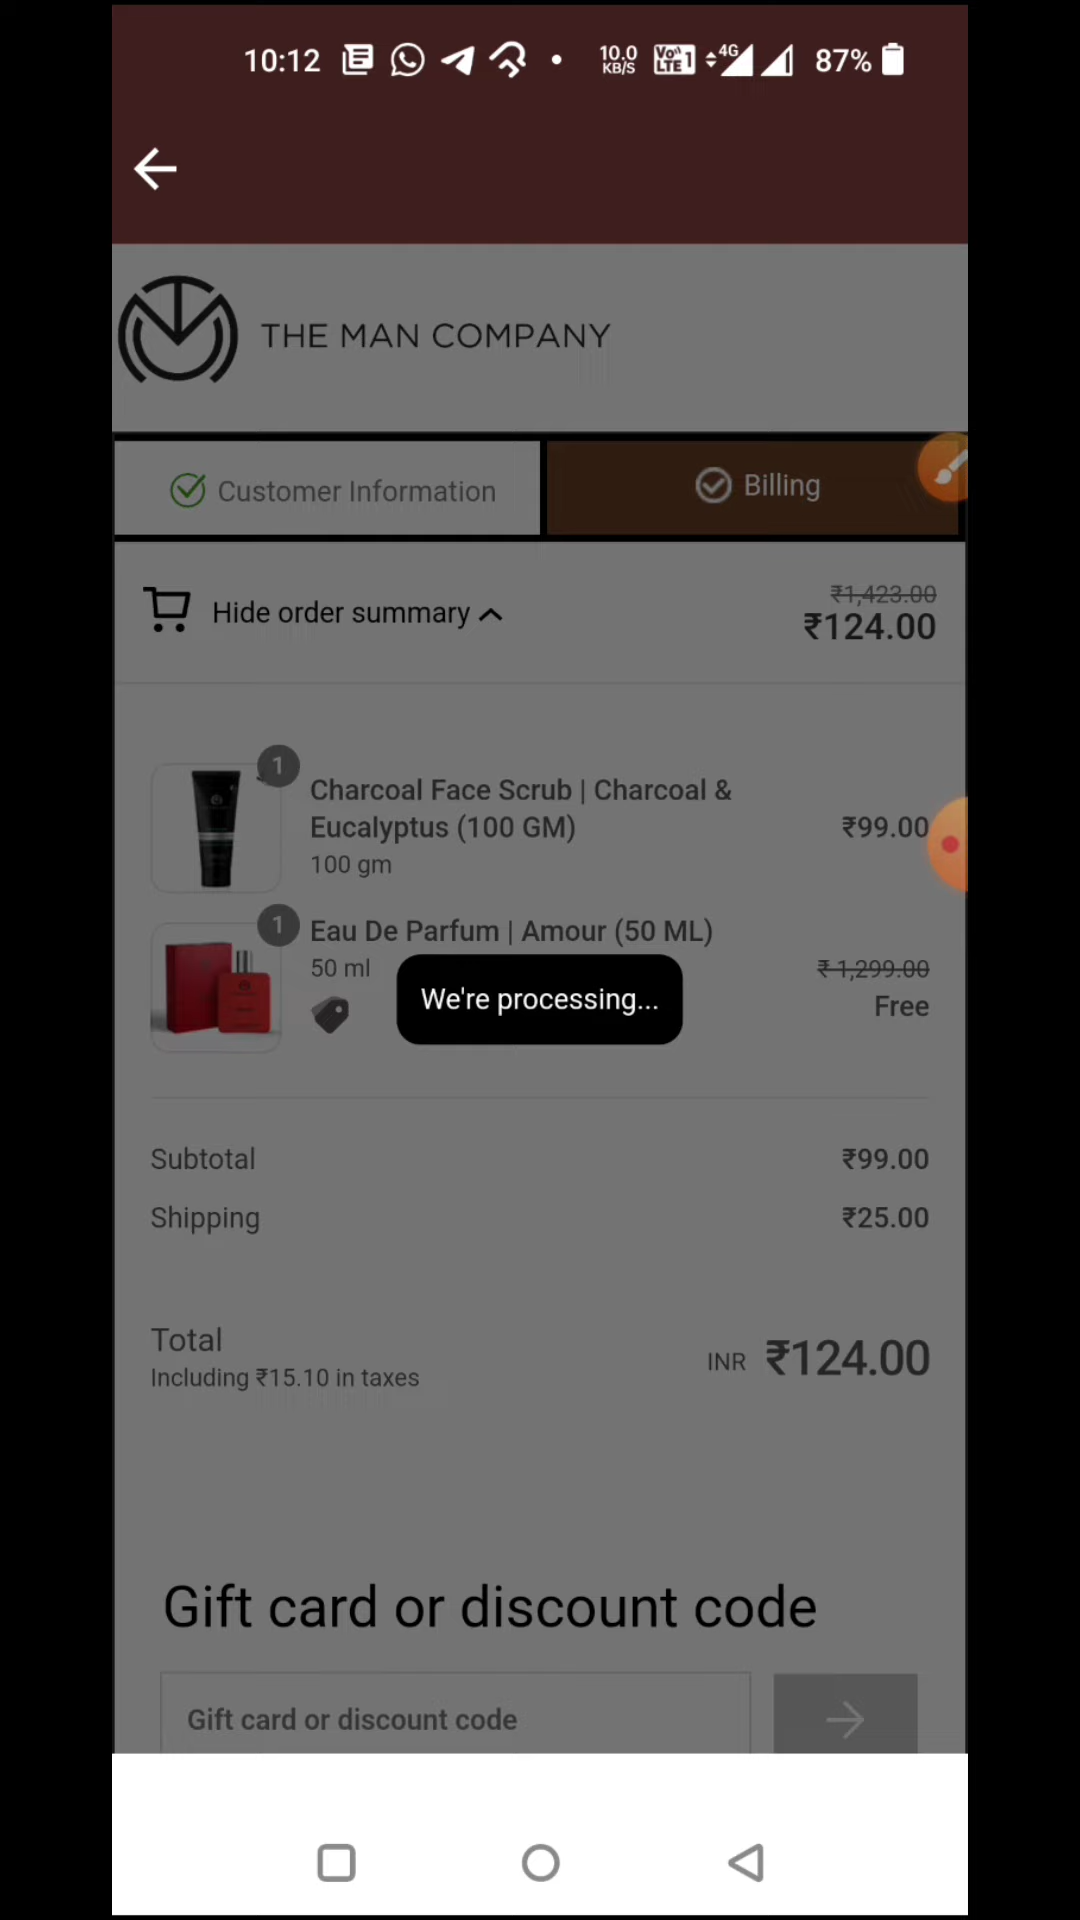 10:12 10.0 KB/S Vo LTE 1 4G 87%
THE MAN COMPANY
Customer Information Billing
Hide order summary
₹1,423.00
₹124.00
1
Charcoal Face Scrub | Charcoal &
Eucalyptus (100 GM)
₹99.00
100 gm
1
Eau De Parfum | Amour (50 ML)
50 ml
₹1,299.00
We're processing...
Free
Subtotal ₹99.00
Shipping ₹25.00
Total
Including ₹15.10 in taxes
INR ₹124.00
Gift card or discount code
Gift card or discount code